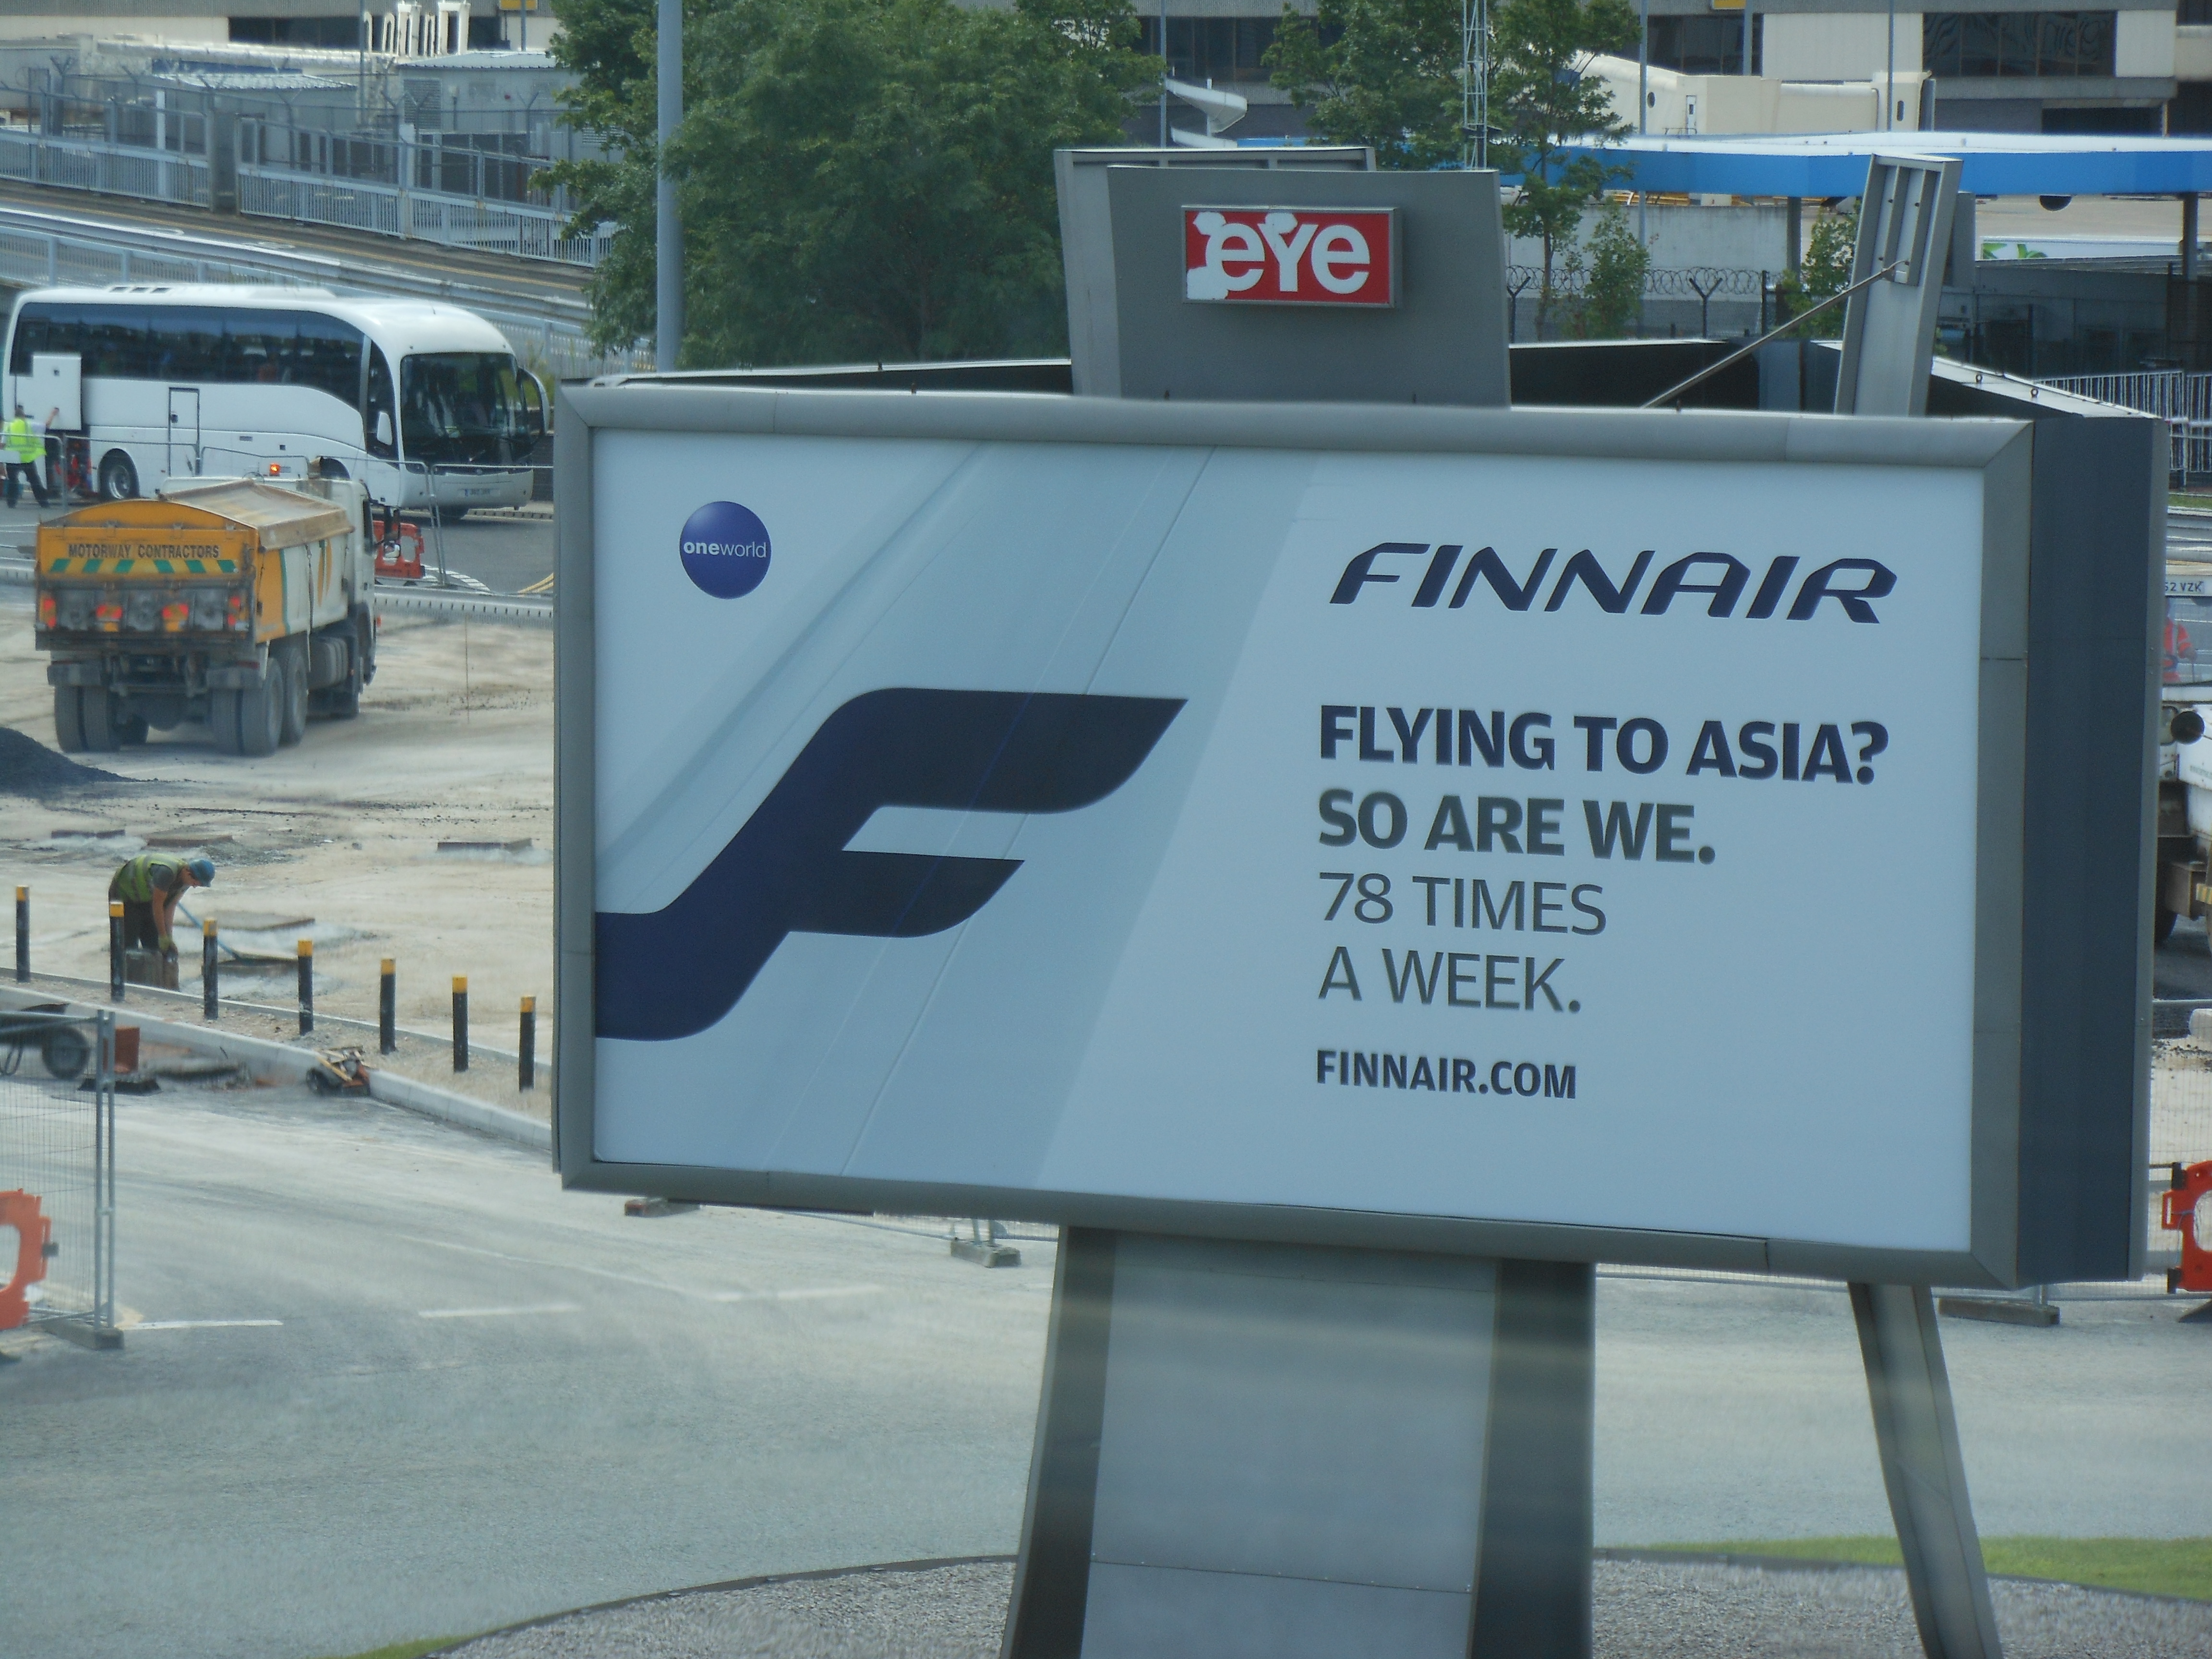 eye
oneworld
FINNAIR
FLYING TO ASIA?
SO ARE WE.
78 TIMES
A WEEK.
FINNAIR.COM
MOTORWAY CONTRACTORS